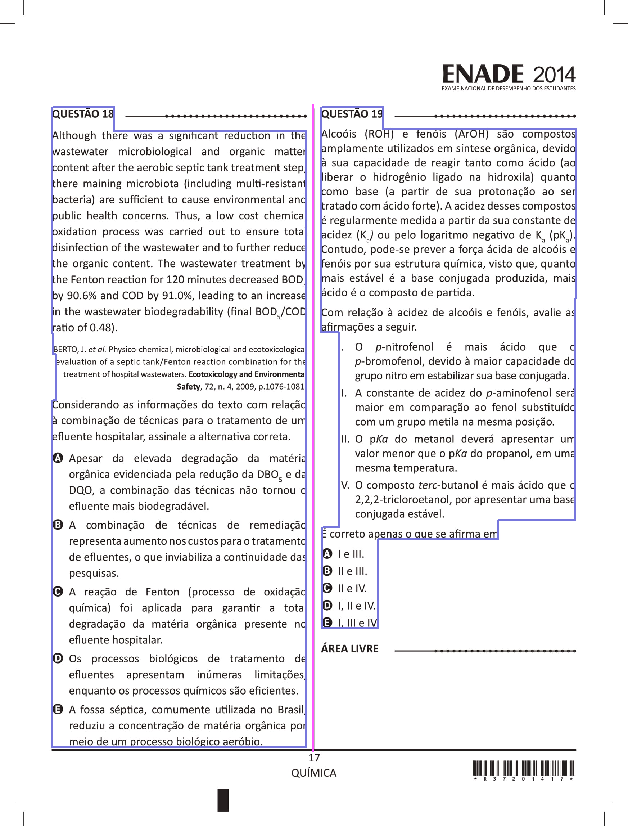 ENADE 2014
EXAME NACIONAL DE DESEMPENHO DOS ESTUDANTES
QUESTÃO 18
Although there was a significant reduction in the
wastewater microbiological and organic matter
content after the aerobic septic tank treatment step,
there maining microbiota (including multi-resistant
bacteria) are sufficient to cause environmental and
public health concerns. Thus, a low cost chemical
oxidation process was carried out to ensure total
disinfection of the wastewater and to further reduce
the organic content. The wastewater treatment by
the Fenton reaction for 120 minutes decreased BOD5
by 90.6% and COD by 91.0%, leading to an increase
in the wastewater biodegradability (final BOD5/COD
ratio of 0.48).
BERTO, J. et al. Physico-chemical, microbiological and ecotoxicological
evaluation of a septic tank/Fenton reaction combination for the
treatment of hospital wastewaters. Ecotoxicology and Environmental
Safety, 72, n. 4, 2009, p.1076-1081.
Considerando as informações do texto com relação
à combinação de técnicas para o tratamento de um
efluente hospitalar, assinale a alternativa correta.
A Apesar da elevada degradação da matéria
orgânica evidenciada pela redução da DBO5 e da
DQO, a combinação das técnicas não tornou o
efluente mais biodegradável.
B A combinação de técnicas de remediação
representa aumento nos custos para o tratamento
de efluentes, o que inviabiliza a continuidade das
pesquisas.
C A reação de Fenton (processo de oxidação
química) foi aplicada para garantir a total
degradação da matéria orgânica presente no
efluente hospitalar.
D Os processos biológicos de tratamento de
efluentes apresentam inúmeras limitações,
enquanto os processos químicos são eficientes.
E A fossa séptica, comumente utilizada no Brasil,
reduziu a concentração de matéria orgânica por
meio de um processo biológico aeróbio.
QUESTÃO 19
Alcoóis (ROH) e fenóis (ArOH) são compostos
amplamente utilizados em síntese orgânica, devido
à sua capacidade de reagir tanto como ácido (ao
liberar o hidrogênio ligado na hidroxila) quanto
como base (a partir de sua protonação ao ser
tratado com ácido forte). A acidez desses compostos
é regularmente medida a partir da sua constante de
acidez (Ka) ou pelo logaritmo negativo de Ka (pKa).
Contudo, pode-se prever a força ácida de alcoóis e
fenóis por sua estrutura química, visto que, quanto
mais estável é a base conjugada produzida, mais
ácido é o composto de partida.
Com relação à acidez de alcoóis e fenóis, avalie as
afirmações a seguir.
I. O p-nitrofenol é mais ácido que o
p-bromofenol, devido à maior capacidade do
grupo nitro em estabilizar sua base conjugada.
II. A constante de acidez do p-aminofenol será
maior em comparação ao fenol substituído
com um grupo metila na mesma posição.
III. O pKa do metanol deverá apresentar um
valor menor que o pKa do propanol, em uma
mesma temperatura.
IV. O composto terc-butanol é mais ácido que o
2,2,2-tricloroetanol, por apresentar uma base
conjugada estável.
É correto apenas o que se afirma em
A I e III.
B II e III.
C II e IV.
D I, II e IV.
E I, III e IV.
ÁREA LIVRE
17
QUÍMICA
*R3720141​7*